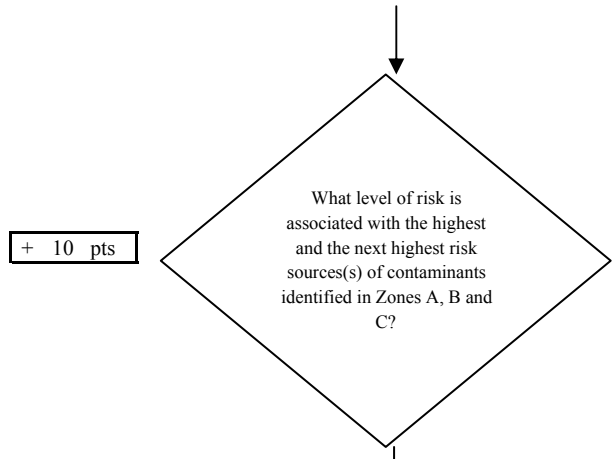 What level of risk is
associated with the highest
and the next highest risk
sources(s) of contaminants
identified in Zones A, B and
C?
+ 10 pts